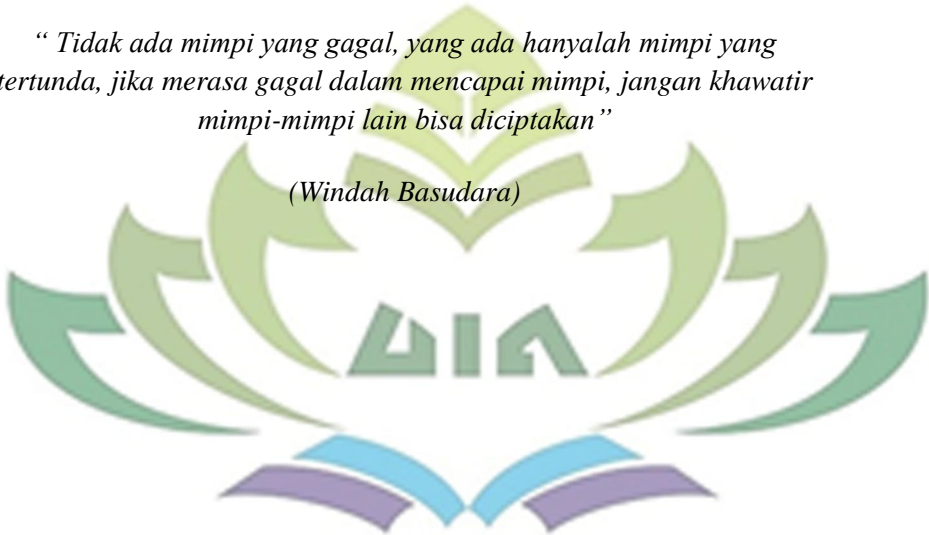 “ Tidak ada mimpi yang gagal, yang ada hanyalah mimpi yang
tertunda, jika merasa gagal dalam mencapai mimpi, jangan khawatir
mimpi-mimpi lain bisa diciptakan”
(Windah Basudara)
UIN